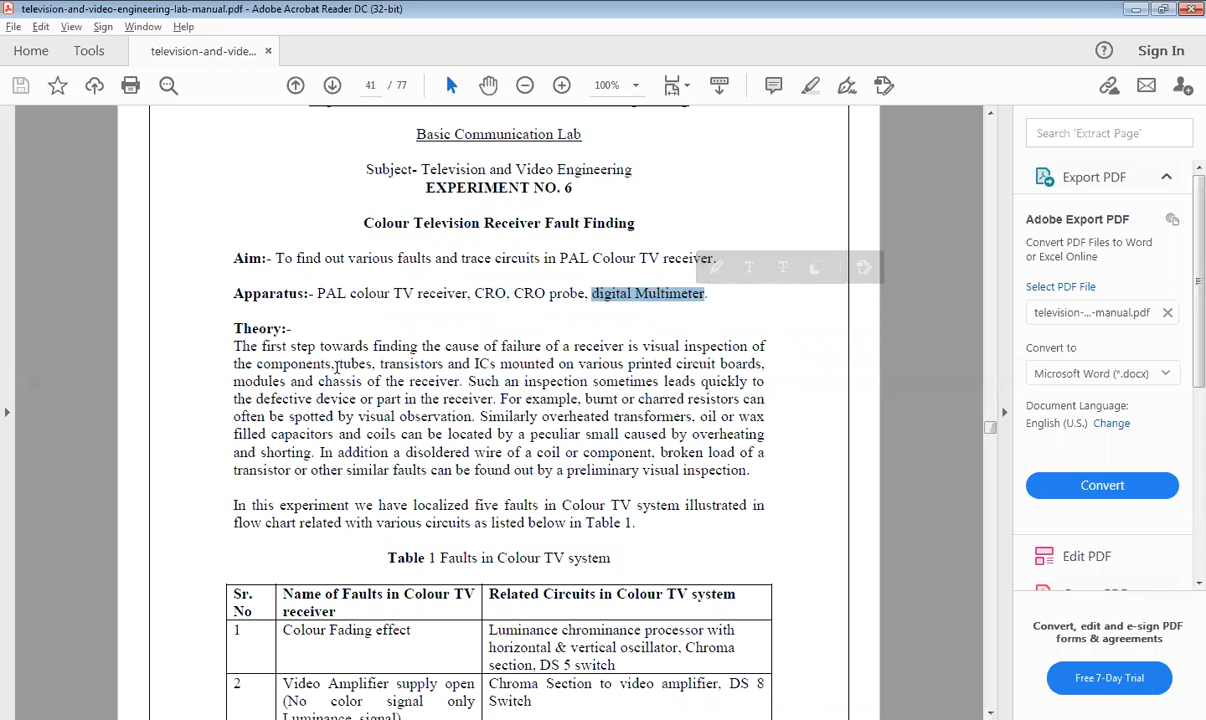 television-and-video-engineering-lab-manual.pdf - Adobe Acrobat Reader DC (32-bit)
File Edit View Sign Window Help
Home Tools television-and-vide... × Sign In
41 / 77 100%
Basic Communication Lab
Subject- Television and Video Engineering
EXPERIMENT NO. 6
Colour Television Receiver Fault Finding
Aim:- To find out various faults and trace circuits in PAL Colour TV receiver.
Apparatus:- PAL colour TV receiver, CRO, CRO probe, digital Multimeter.
Theory:-
The first step towards finding the cause of failure of a receiver is visual inspection of
the components, tubes, transistors and ICs mounted on various printed circuit boards,
modules and chassis of the receiver. Such an inspection sometimes leads quickly to
the defective device or part in the receiver. For example, burnt or charred resistors can
often be spotted by visual observation. Similarly overheated transformers, oil or wax
filled capacitors and coils can be located by a peculiar small caused by overheating
and shorting. In addition a disoldered wire of a coil or component, broken load of a
transistor or other similar faults can be found out by a preliminary visual inspection.
In this experiment we have localized five faults in Colour TV system illustrated in
flow chart related with various circuits as listed below in Table 1.
Table 1 Faults in Colour TV system
Sr. No Name of Faults in Colour TV receiver Related Circuits in Colour TV system
1 Colour Fading effect Luminance chrominance processor with
horizontal & vertical oscillator, Chroma
section, DS 5 switch
2 Video Amplifier supply open Chroma Section to video amplifier, DS 8
(No color signal only Switch
Luminance signal)
Search 'Extract Page'
Export PDF
Adobe Export PDF
Convert PDF Files to Word
or Excel Online
Select PDF File
television-...-manual.pdf ×
Convert to
Microsoft Word (*.docx)
Document Language:
English (U.S.) Change
Convert
Edit PDF
Convert, edit and e-sign PDF
forms & agreements
Free 7-Day Trial